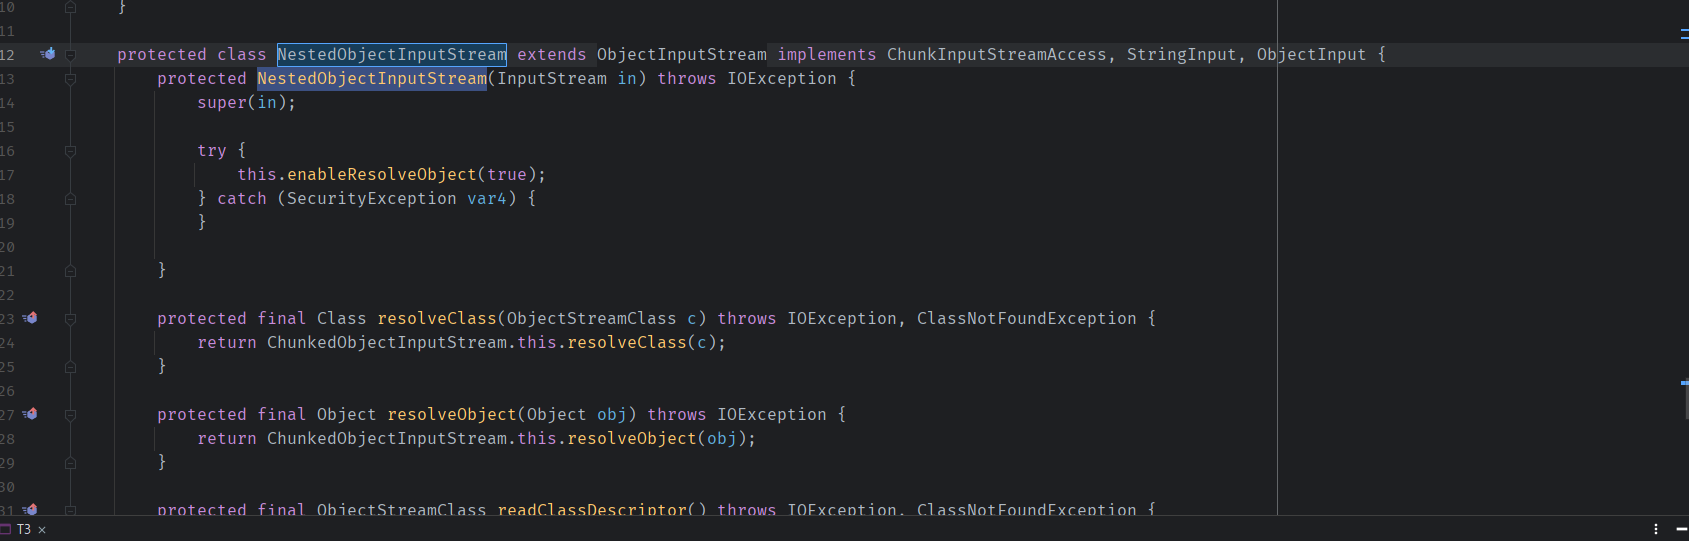 10 }
11
12 protected class NestedObjectInputStream extends ObjectInputStream implements ChunkInputStreamAccess, StringInput, ObjectInput {
13 protected NestedObjectInputStream(InputStream in) throws IOException {
14 super(in);
15
16 try {
17 this.enableResolveObject(true);
18 } catch (SecurityException var4) {
19 }
20
21 }
22
23 protected final Class resolveClass(ObjectStreamClass c) throws IOException, ClassNotFoundException {
24 return ChunkedObjectInputStream.this.resolveClass(c);
25 }
26
27 protected final Object resolveObject(Object obj) throws IOException {
28 return ChunkedObjectInputStream.this.resolveObject(obj);
29 }
30
31 protected final ObjectStreamClass readClassDescriptor() throws IOException, ClassNotFoundException {
T3 ×